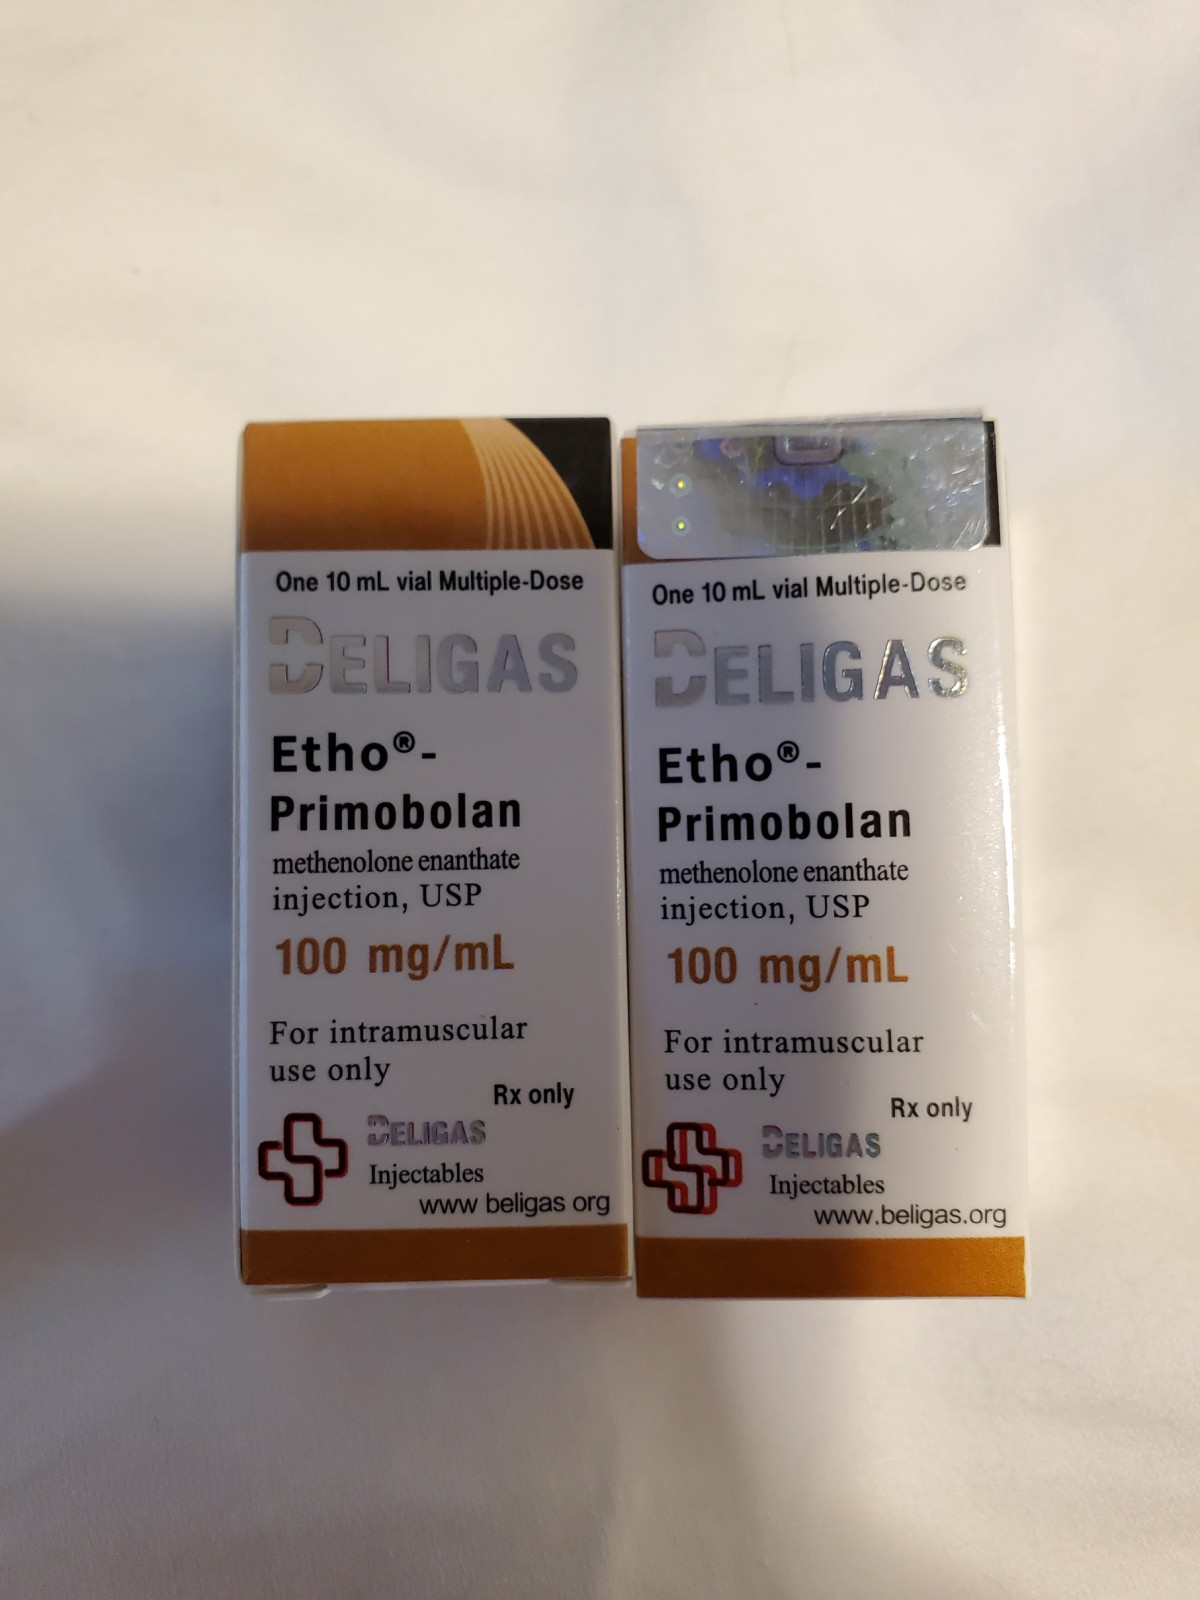 One 10 mL vial Multiple-Dose
BELIGAS
Etho®-
Primobolan
methenolone enanthate
injection, USP
100 mg/mL
For intramuscular
use only
Rx only
BELIGAS
Injectables
www beligas org
One 10 mL vial Multiple-Dose
BELIGAS
Etho®-
Primobolan
methenolone enanthate
injection, USP
100 mg/mL
For intramuscular
use only
Rx only
BELIGAS
Injectables
www.beligas.org